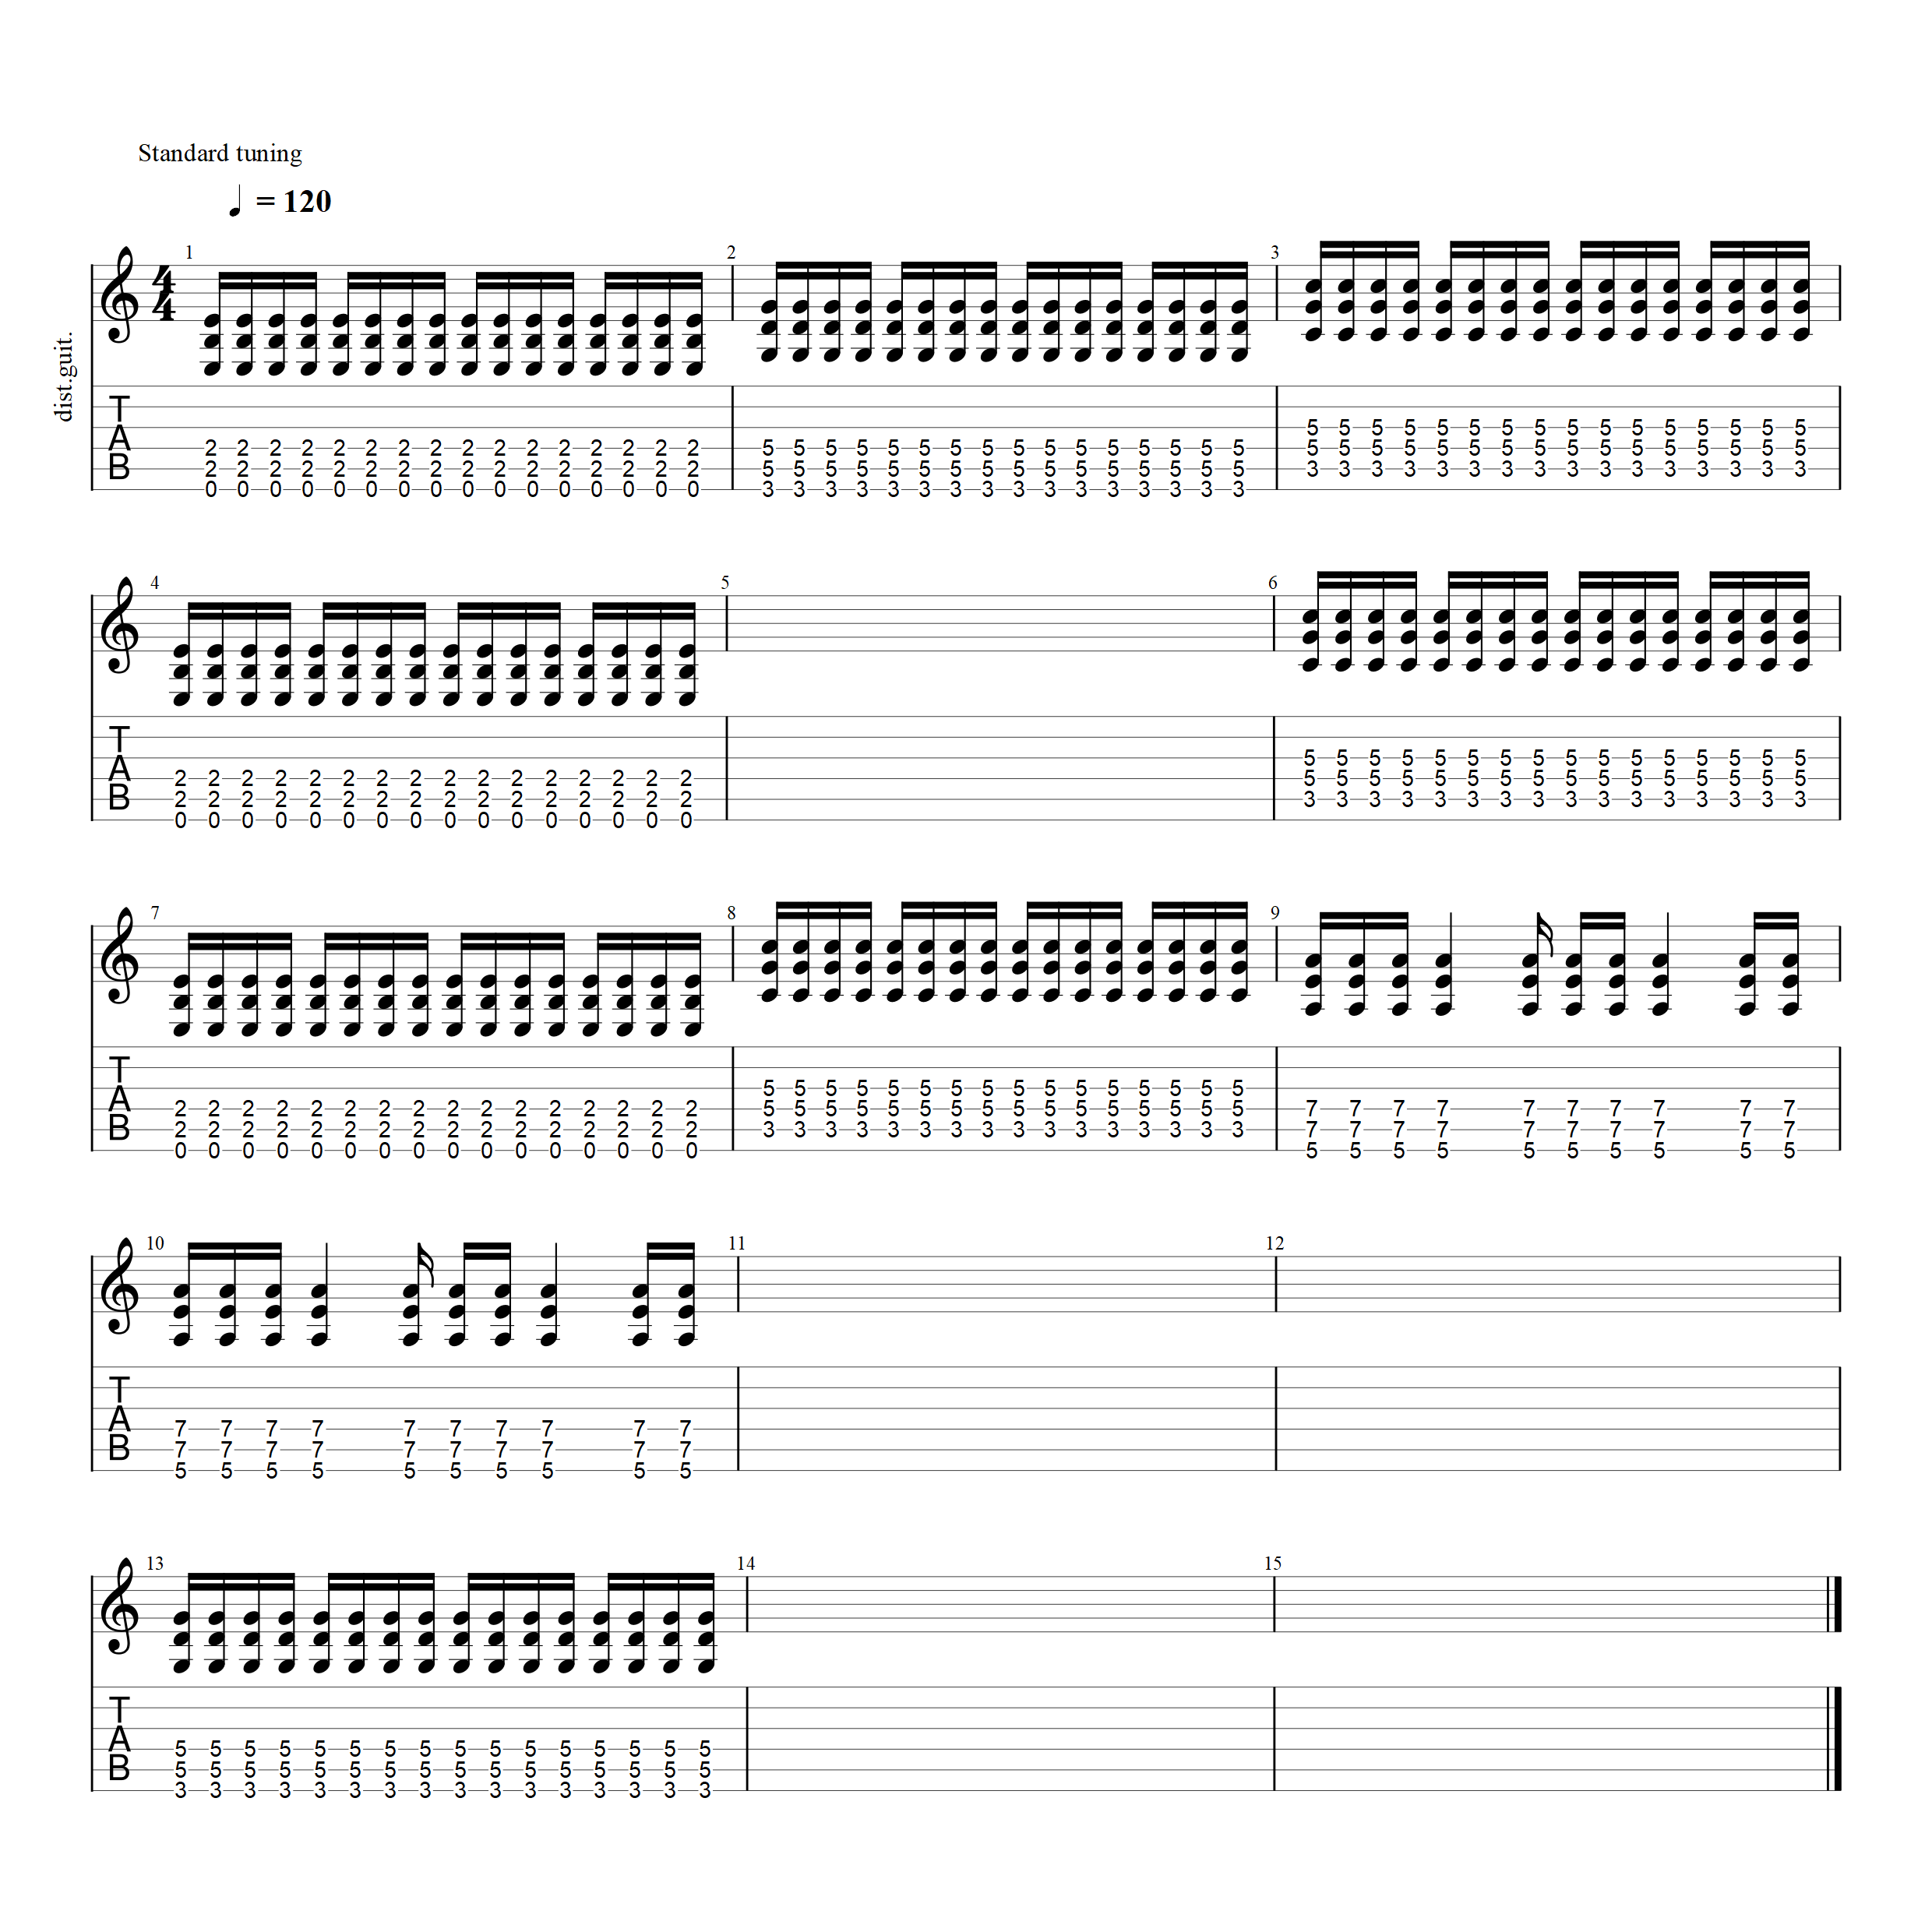 Standard tuning
= 120
1 2 3
4
4
dist.guit.
T
A
B
5 5 5 5 5 5 5 5 5 5 5 5 5 5 5 5
2 2 2 2 2 2 2 2 2 2 2 2 2 2 2 2 5 5 5 5 5 5 5 5 5 5 5 5 5 5 5 5 5 5 5 5 5 5 5 5 5 5 5 5 5 5 5 5
2 2 2 2 2 2 2 2 2 2 2 2 2 2 2 2 5 5 5 5 5 5 5 5 5 5 5 5 5 5 5 5 3 3 3 3 3 3 3 3 3 3 3 3 3 3 3 3
0 0 0 0 0 0 0 0 0 0 0 0 0 0 0 0 3 3 3 3 3 3 3 3 3 3 3 3 3 3 3 3
4 5 6
T
A
B
5 5 5 5 5 5 5 5 5 5 5 5 5 5 5 5
2 2 2 2 2 2 2 2 2 2 2 2 2 2 2 2 5 5 5 5 5 5 5 5 5 5 5 5 5 5 5 5
2 2 2 2 2 2 2 2 2 2 2 2 2 2 2 2 3 3 3 3 3 3 3 3 3 3 3 3 3 3 3 3
0 0 0 0 0 0 0 0 0 0 0 0 0 0 0 0
7 8 9
T
A
B
5 5 5 5 5 5 5 5 5 5 5 5 5 5 5 5
2 2 2 2 2 2 2 2 2 2 2 2 2 2 2 2 5 5 5 5 5 5 5 5 5 5 5 5 5 5 5 5 7 7 7 7 7 7 7 7 7 7
2 2 2 2 2 2 2 2 2 2 2 2 2 2 2 2 3 3 3 3 3 3 3 3 3 3 3 3 3 3 3 3 7 7 7 7 7 7 7 7 7 7
0 0 0 0 0 0 0 0 0 0 0 0 0 0 0 0 5 5 5 5 5 5 5 5 5 5
10 11 12
T
A
B
7 7 7 7 7 7 7 7 7 7
7 7 7 7 7 7 7 7 7 7
5 5 5 5 5 5 5 5 5 5
13 14 15
T
A
B
5 5 5 5 5 5 5 5 5 5 5 5 5 5 5 5
5 5 5 5 5 5 5 5 5 5 5 5 5 5 5 5
3 3 3 3 3 3 3 3 3 3 3 3 3 3 3 3